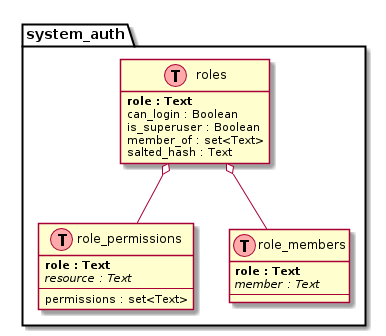 system_auth
T roles
role : Text
can_login : Boolean
is_superuser : Boolean
member_of : set<Text>
salted_hash : Text
T role_permissions
role : Text
resource : Text
permissions : set<Text>
T role_members
role : Text
member : Text